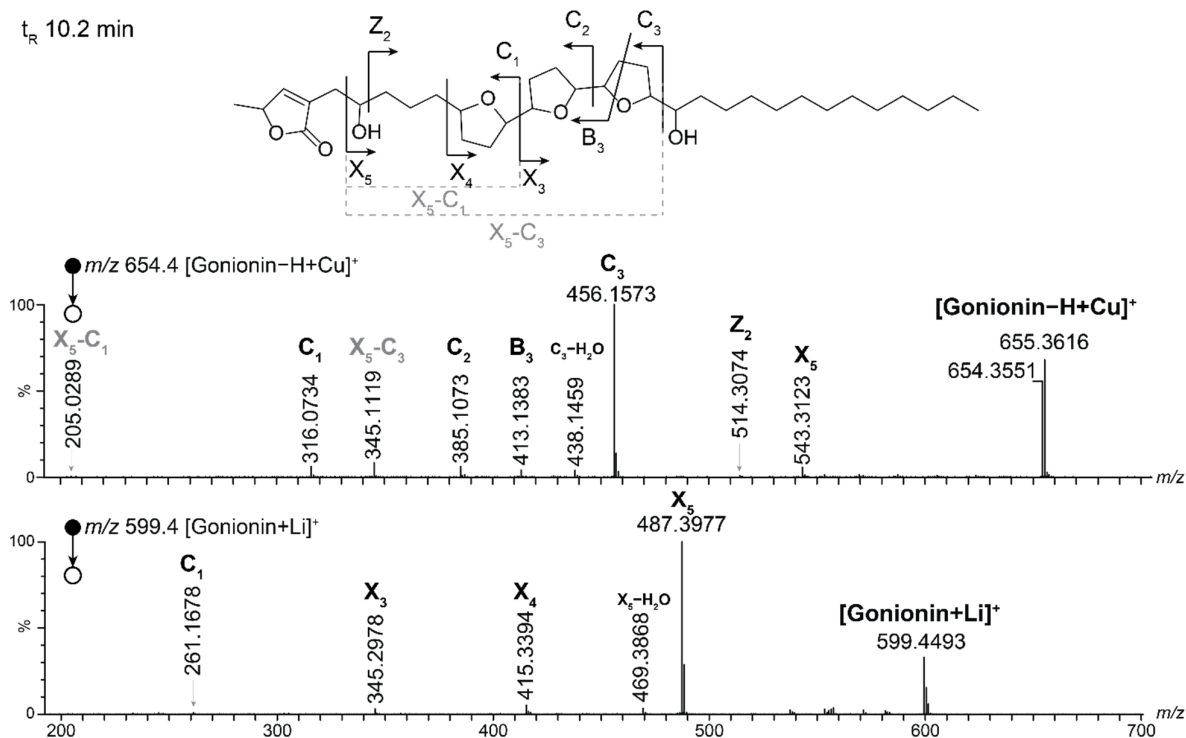 t_R 10.2 min
Z₂ C₁ C₂ C₃
O O O O O
OH OH
B₃
X₅ X₄ X₃
X₅-C₁
X₅-C₃
m/z 654.4 [Gonionin−H+Cu]⁺
C₃
456.1573
[Gonionin−H+Cu]⁺
655.3616
654.3551
100
%
0
X₅-C₁
205.0289
C₁
316.0734
X₅-C₃
345.1119
C₂
385.1073
B₃
413.1383
C₃−H₂O
438.1459
Z₂
514.3074
X₅
543.3123
m/z
m/z 599.4 [Gonionin+Li]⁺
100
%
0
C₁
261.1678
X₃
345.2978
X₄
415.3394
X₅−H₂O
469.3868
X₅
487.3977
[Gonionin+Li]⁺
599.4493
200 300 400 500 600 700
m/z